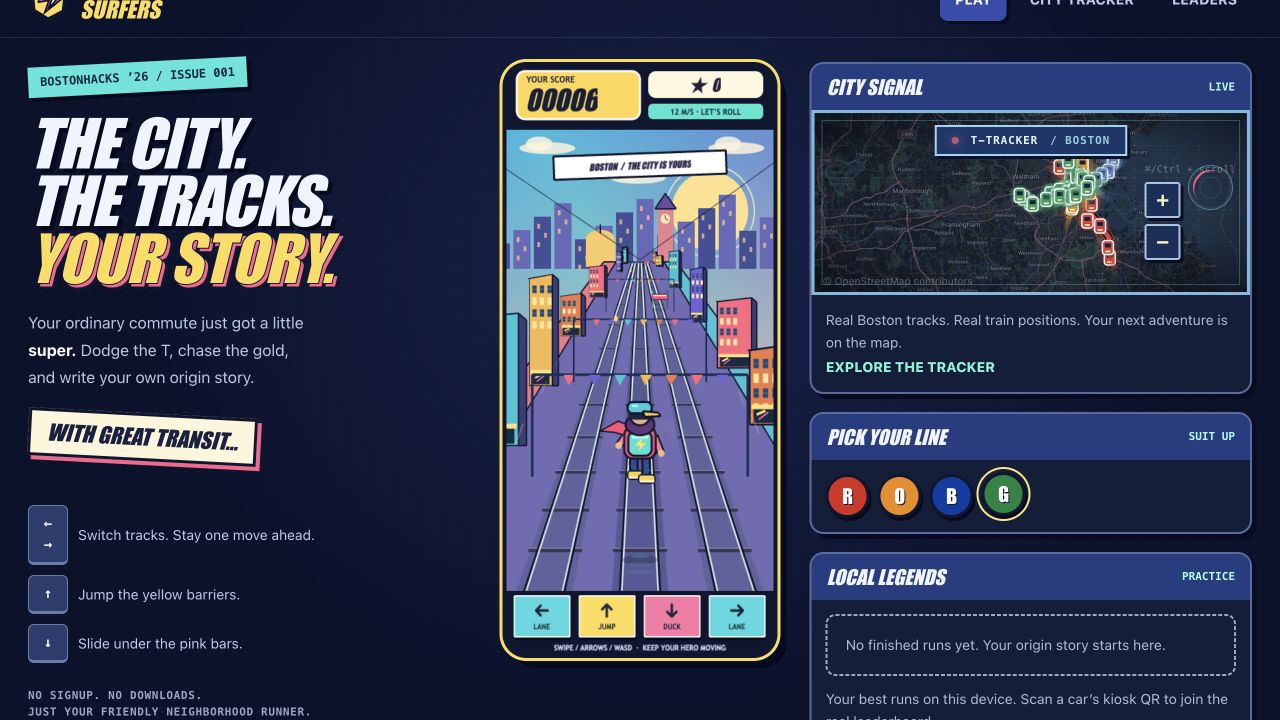 SURFERS
PLAY
CITY TRACKER
LEADERS
BOSTONHACKS ’26 / ISSUE 001
THE CITY.
THE TRACKS.
YOUR STORY.
Your ordinary commute just got a little
super. Dodge the T, chase the gold,
and write your own origin story.
WITH GREAT TRANSIT…
←
→
Switch tracks. Stay one move ahead.
↑
Jump the yellow barriers.
↓
Slide under the pink bars.
NO SIGNUP. NO DOWNLOADS.
JUST YOUR FRIENDLY NEIGHBORHOOD RUNNER.
YOUR SCORE
00006
★ 0
12 M/S · LET'S ROLL
BOSTON / THE CITY IS YOURS
← LANE
↑ JUMP
↓ DUCK
→ LANE
SWIPE / ARROWS / WASD · KEEP YOUR HERO MOVING
CITY SIGNAL
LIVE
T–TRACKER / BOSTON
⌘/Ctrl + scroll
+
−
Waltham
Marlborough
Framingham
© OpenStreetMap contributors
Real Boston tracks. Real train positions. Your next adventure is
on the map.
EXPLORE THE TRACKER
PICK YOUR LINE
SUIT UP
R
O
B
G
LOCAL LEGENDS
PRACTICE
No finished runs yet. Your origin story starts here.
Your best runs on this device. Scan a car’s kiosk QR to join the
real leaderboard.